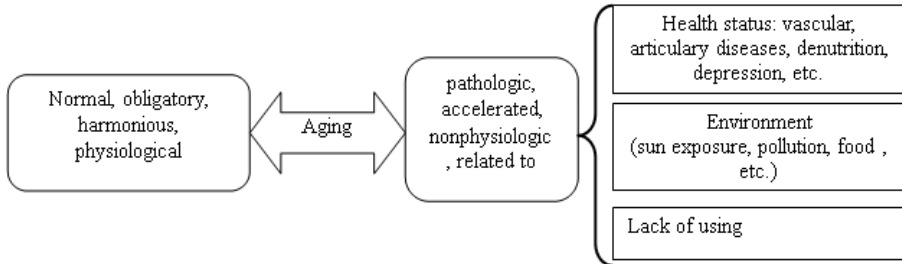 Normal, obligatory,
harmonious,
physiological
Aging
pathologic,
accelerated,
nonphysiologic
, related to
Health status: vascular,
articulary diseases, denutrition,
depression, etc.
Environment
(sun exposure, pollution, food ,
etc.)
Lack of using